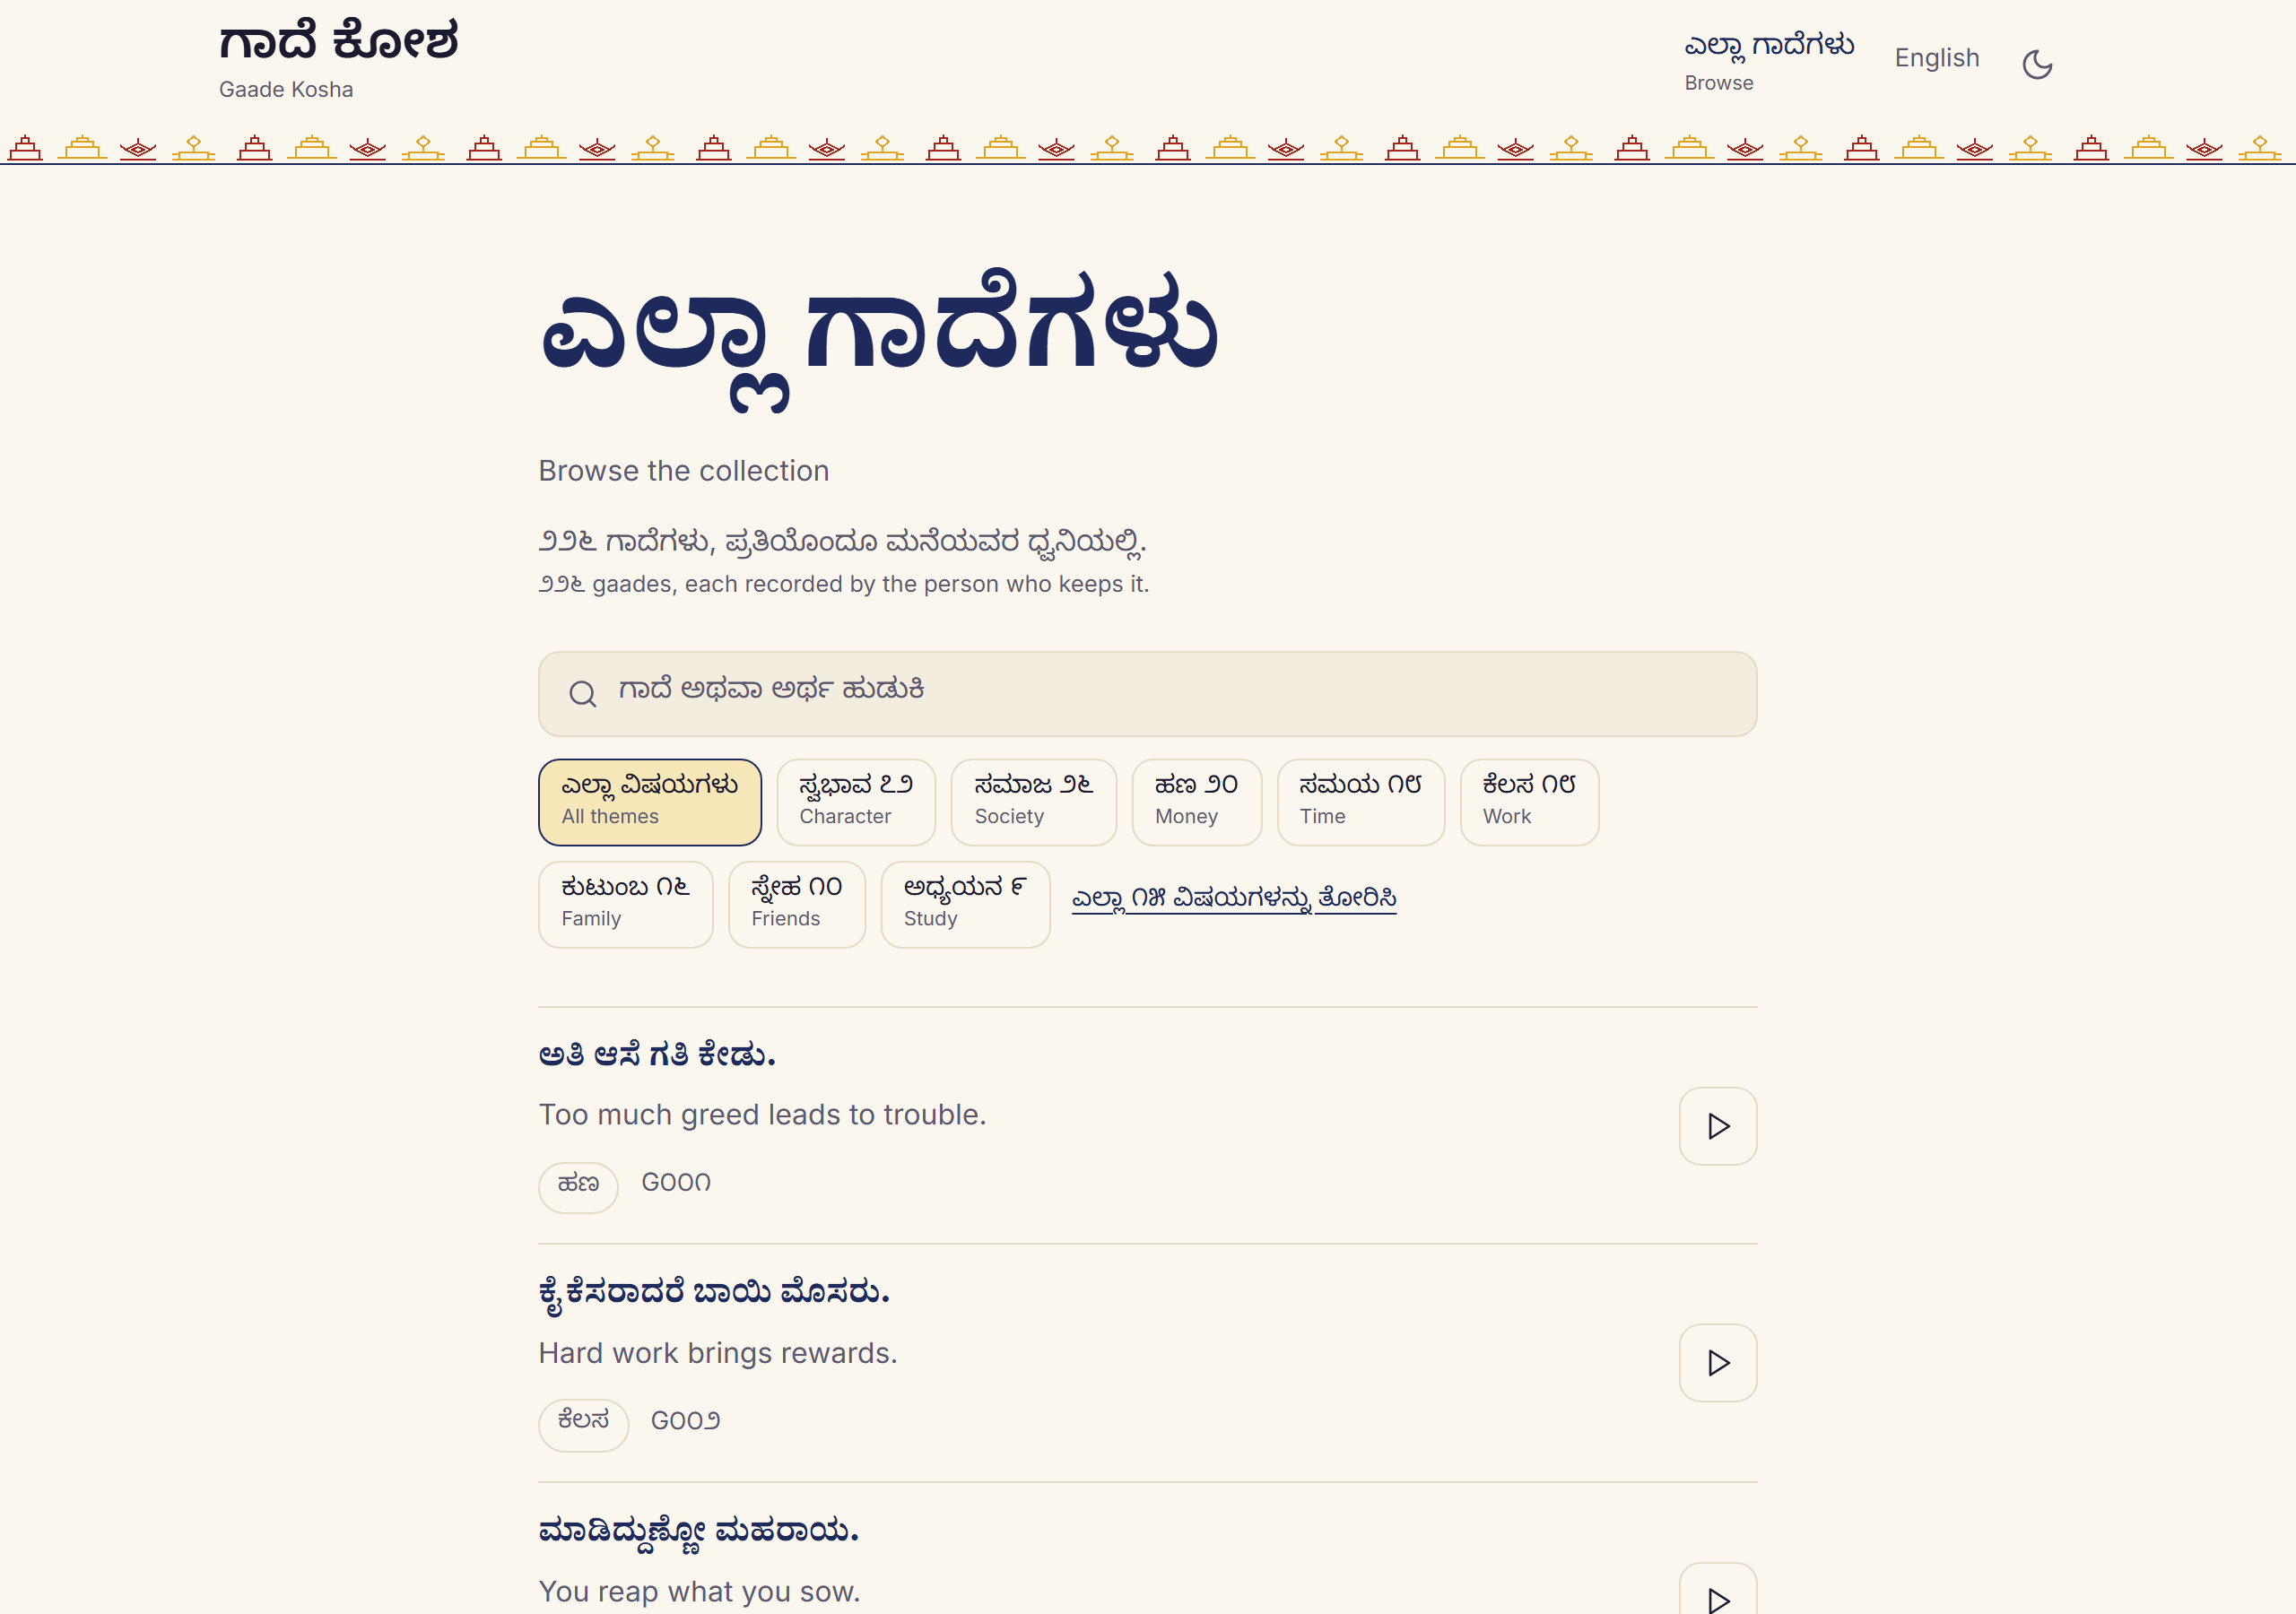 ಗಾದೆ ಕೋಶ
Gaade Kosha
ಎಲ್ಲಾ ಗಾದೆಗಳು
Browse
English
ಎಲ್ಲಾ ಗಾದೆಗಳು
Browse the collection
೨೨೬ ಗಾದೆಗಳು, ಪ್ರತಿಯೊಂದೂ ಮನೆಯವರ ಧ್ವನಿಯಲ್ಲಿ.
೨೨೬ gaades, each recorded by the person who keeps it.
ಗಾದೆ ಅಥವಾ ಅರ್ಥ ಹುಡುಕಿ
ಎಲ್ಲಾ ವಿಷಯಗಳು
All themes
ಸ್ವಭಾವ ೭೨
Character
ಸಮಾಜ ೨೬
Society
ಹಣ ೨೦
Money
ಸಮಯ ೧೮
Time
ಕೆಲಸ ೧೮
Work
ಕುಟುಂಬ ೧೬
Family
ಸ್ನೇಹ ೧೦
Friends
ಅಧ್ಯಯನ ೯
Study
ಎಲ್ಲಾ ೧೫ ವಿಷಯಗಳನ್ನು ತೋರಿಸಿ
ಅತಿ ಆಸೆ ಗತಿ ಕೇಡು.
Too much greed leads to trouble.
ಹಣ G೦೦೧
ಕೈ ಕೆಸರಾದರೆ ಬಾಯಿ ಮೊಸರು.
Hard work brings rewards.
ಕೆಲಸ G೦೦೨
ಮಾಡಿದ್ದುಣ್ಣೋ ಮಹರಾಯ.
You reap what you sow.